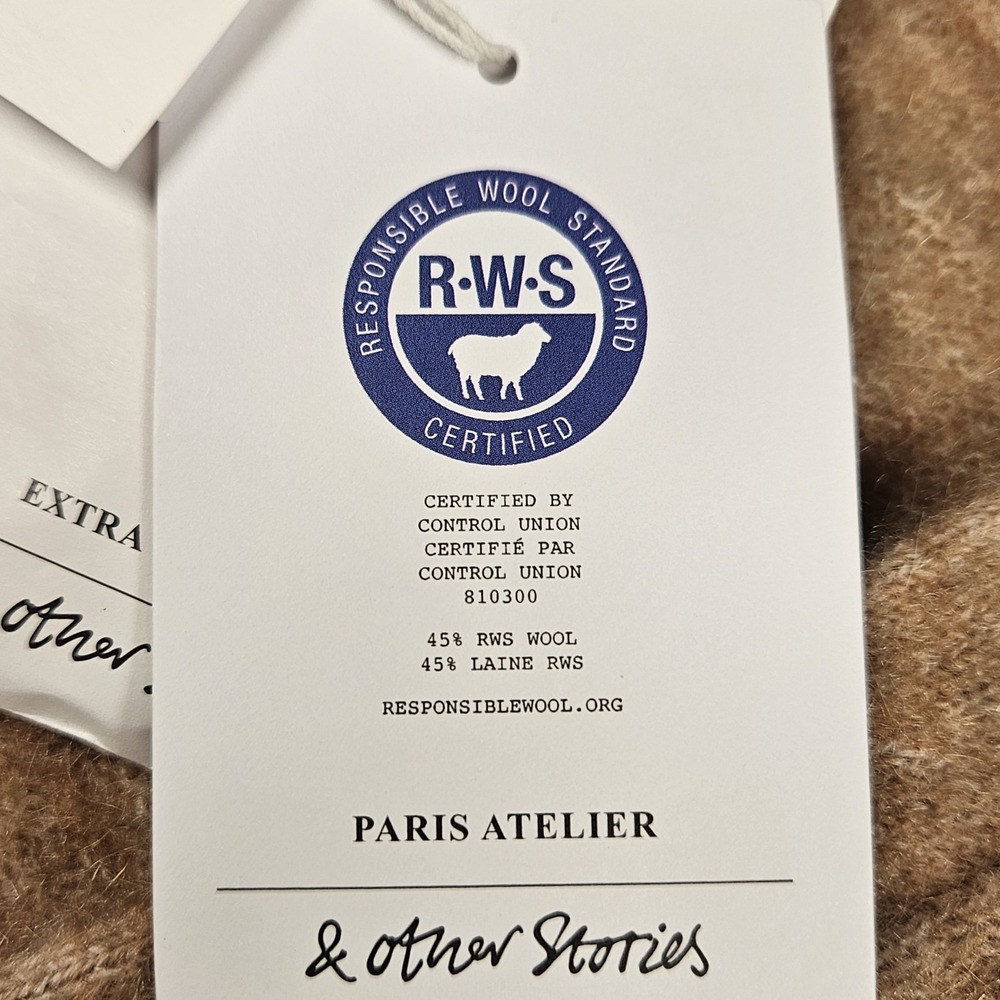 RESPONSIBLE WOOL STANDARD
R·W·S
CERTIFIED
CERTIFIED BY
CONTROL UNION
CERTIFIÉ PAR
CONTROL UNION
810300
45% RWS WOOL
45% LAINE RWS
RESPONSIBLEWOOL.ORG
PARIS ATELIER
& other Stories
EXTRA
other